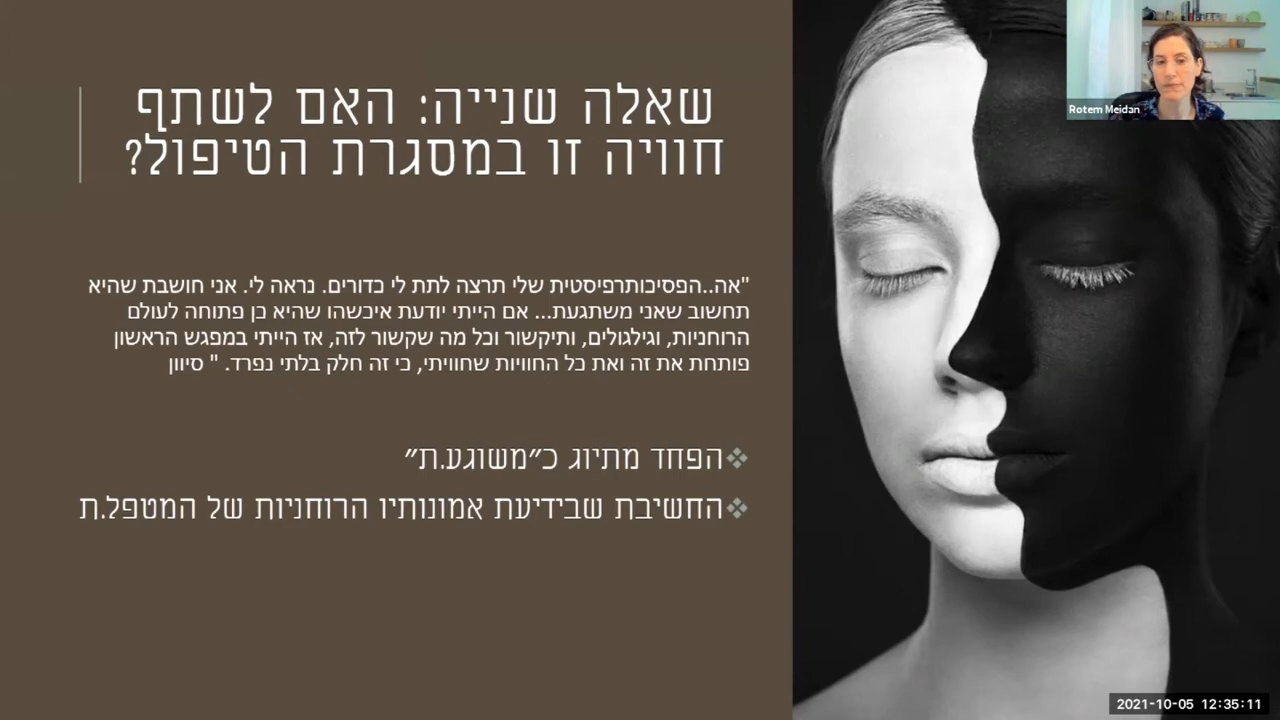 שאלה שנייה: האם לשתף
חוויה זו במסגרת הטיפול?
"אה..הפסיכותרפיסטית שלי תרצה לתת לי כדורים. נראה לי. אני חושבת שהיא
תחשוב שאני משתגעת... אם הייתי יודעת איכשהו שהיא כן פתוחה לעולם
הרוחניות, וגילגולים, ותיקשור וכל מה שקשור לזה, אז הייתי במפגש הראשון
פותחת את זה ואת כל החוויות שחוויתי, כי זה חלק בלתי נפרד. " סיוון
❖הפחד מתיוג כ״משוגע.ת״
❖החשיבת שבידיעת אמונותיו הרוחניות של המטפל.ת
Rotem Meidan
2021-10-05 12:35:11